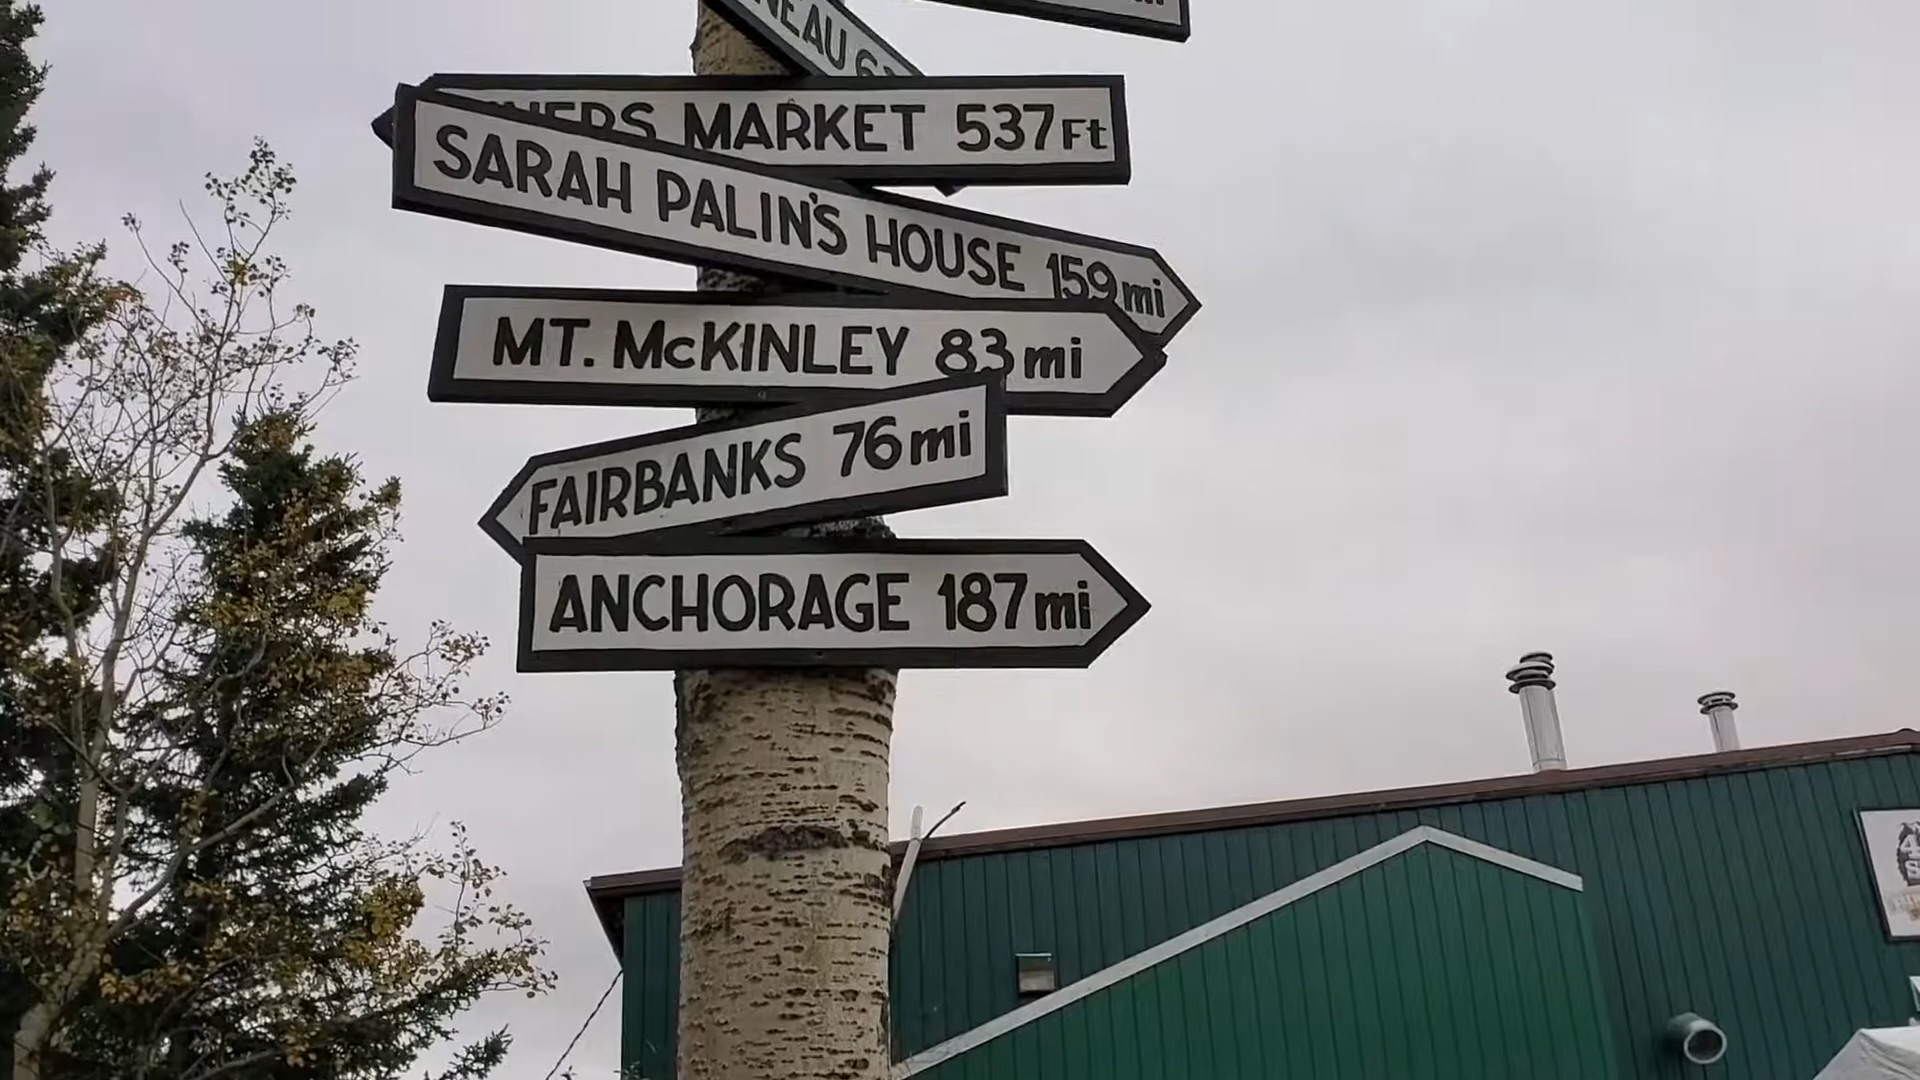 MARKET 537Ft
SARAH PALIN'S HOUSE 159mi
MT. McKINLEY 83mi
FAIRBANKS 76mi
ANCHORAGE 187mi